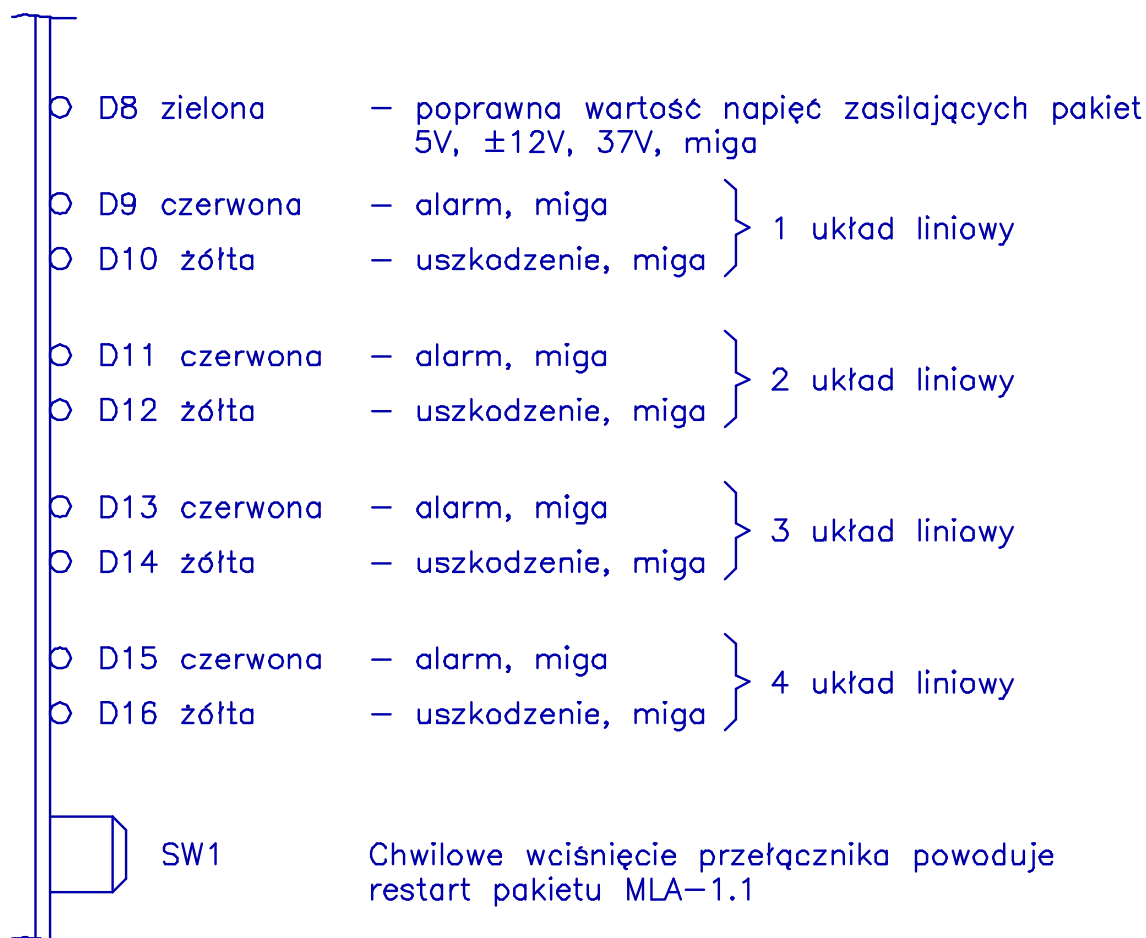 D8 zielona – poprawna wartość napięć zasilających pakiet
5V, ±12V, 37V, miga
D9 czerwona – alarm, miga
1 układ liniowy
D10 żółta – uszkodzenie, miga
D11 czerwona – alarm, miga
2 układ liniowy
D12 żółta – uszkodzenie, miga
D13 czerwona – alarm, miga
3 układ liniowy
D14 żółta – uszkodzenie, miga
D15 czerwona – alarm, miga
4 układ liniowy
D16 żółta – uszkodzenie, miga
SW1 Chwilowe wciśnięcie przełącznika powoduje
restart pakietu MLA–1.1